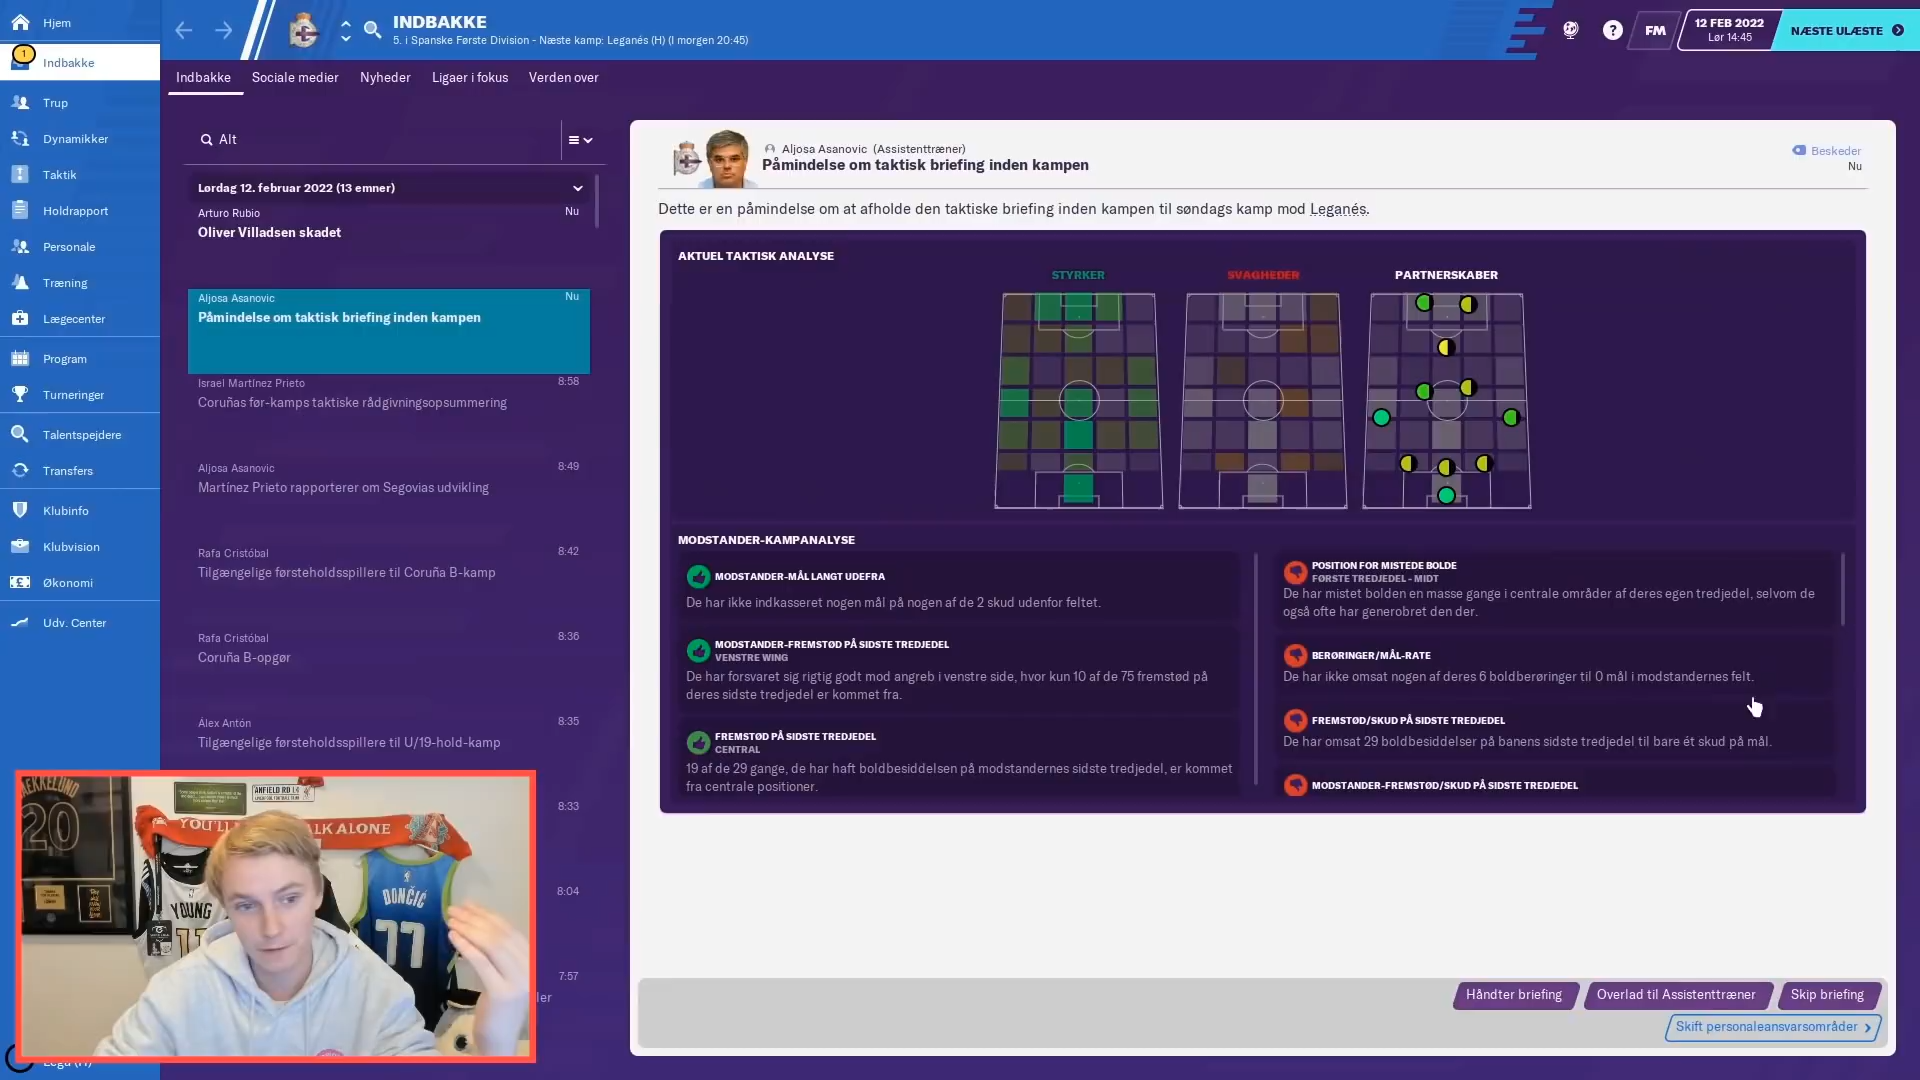 Hjem
INDBAKKE
5. i Spanske Første Division - Næste kamp: Leganés (H) (I morgen 20:45)
?
FM
12 FEB 2022
Lør 14:45
NÆSTE ULÆSTE
1
Indbakke
Trup
Dynamikker
Taktik
Holdrapport
Personale
Træning
Lægecenter
Program
Turneringer
Talentspejdere
Transfers
Klubinfo
Klubvision
Økonomi
Udv. Center
Indbakke
Sociale medier
Nyheder
Ligaer i fokus
Verden over
Alt
Lørdag 12. februar 2022 (13 emner)
Arturo Rubio
Nu
Oliver Villadsen skadet
Aljosa Asanovic
Nu
Påmindelse om taktisk briefing inden kampen
Israel Martínez Prieto
8:58
Coruñas før-kamps taktiske rådgivningsopsummering
Aljosa Asanovic
8:49
Martínez Prieto rapporterer om Segovias udvikling
Rafa Cristóbal
8:42
Tilgængelige førsteholdsspillere til Coruña B-kamp
Rafa Cristóbal
8:36
Coruña B-opgør
Álex Antón
8:35
Tilgængelige førsteholdsspillere til U/19-hold-kamp
8:33
8:04
7:57
ler
Aljosa Asanovic (Assistenttræner)
Påmindelse om taktisk briefing inden kampen
Beskeder
Nu
Dette er en påmindelse om at afholde den taktiske briefing inden kampen til søndags kamp mod Leganés.
AKTUEL TAKTISK ANALYSE
STYRKER
SVAGHEDER
PARTNERSKABER
MODSTANDER-KAMPANALYSE
MODSTANDER-MÅL LANGT UDEFRA
De har ikke indkasseret nogen mål på nogen af de 2 skud udenfor feltet.
MODSTANDER-FREMSTØD PÅ SIDSTE TREDJEDEL
VENSTRE WING
De har forsvaret sig rigtig godt mod angreb i venstre side, hvor kun 10 af de 75 fremstød på
deres sidste tredjedel er kommet fra.
FREMSTØD PÅ SIDSTE TREDJEDEL
CENTRAL
19 af de 29 gange, de har haft boldbesiddelsen på modstandernes sidste tredjedel, er kommet
fra centrale positioner.
POSITION FOR MISTEDE BOLDE
FØRSTE TREDJEDEL - MIDT
De har mistet bolden en masse gange i centrale områder af deres egen tredjedel, selvom de
også ofte har generobret den der.
BERØRINGER/MÅL-RATE
De har ikke omsat nogen af deres 6 boldberøringer til 0 mål i modstandernes felt.
FREMSTØD/SKUD PÅ SIDSTE TREDJEDEL
De har omsat 29 boldbesiddelser på banens sidste tredjedel til bare ét skud på mål.
MODSTANDER-FREMSTØD/SKUD PÅ SIDSTE TREDJEDEL
Håndter briefing
Overlad til Assistenttræner
Skip briefing
Skift personaleansvarsområder
EKKELUND
20
ANFIELD RD L4
YOU'LL
ALK ALONE
YOUNG
DONČIĆ
77